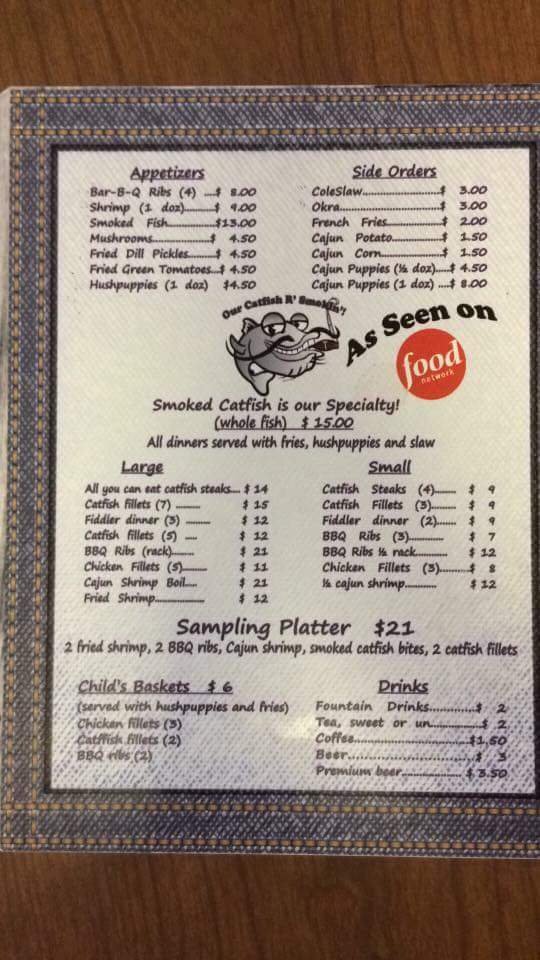 Appetizers
Bar-B-Q Ribs (4) ....$ 8.00
Shrimp (1 doz)..........$ 9.00
Smoked Fish..............$13.00
Mushrooms.................$ 4.50
Fried Dill Pickles.......$ 4.50
Fried Green Tomatoes...$ 4.50
Hushpuppies (1 doz) $4.50
Side Orders
ColeSlaw........................$ 3.00
Okra..............................$ 3.00
French Fries...................$ 2.00
Cajun Potato.................$ 1.50
Cajun Corn....................$ 1.50
Cajun Puppies (½ doz)....$ 4.50
Cajun Puppies (1 doz) ....$ 8.00
Our Catfish R' Smokin'!
As Seen on
food
network
Smoked Catfish is our Specialty!
(whole fish) $ 15.00
All dinners served with fries, hushpuppies and slaw
Large
All you can eat catfish steaks.... $ 14
Catfish fillets (7) ......... $ 15
Fiddler dinner (3) ......... $ 12
Catfish fillets (5) .... $ 12
BBQ Ribs (rack)........ $ 21
Chicken Fillets (5)......... $ 11
Cajun Shrimp Boil.... $ 21
Fried Shrimp.................... $ 12
Small
Catfish Steaks (4)........ $ 9
Catfish Fillets (3)......... $ 9
Fiddler dinner (2)....... $ 9
BBQ Ribs (3)............... $ 7
BBQ Ribs ½ rack............ $ 12
Chicken Fillets (3)..........$ 8
½ cajun shrimp............ $ 12
Sampling Platter $21
2 fried shrimp, 2 BBQ ribs, Cajun shrimp, smoked catfish bites, 2 catfish fillets
Child's Baskets $ 6
(served with hushpuppies and fries)
Chicken fillets (3)
Catffish fillets (2)
BBQ ribs (2)
Drinks
Fountain Drinks............$ 2
Tea, sweet or un.............$ 2
Coffee..............................$1.50
Beer..............................$ 3
Premium beer................. $ 3.50